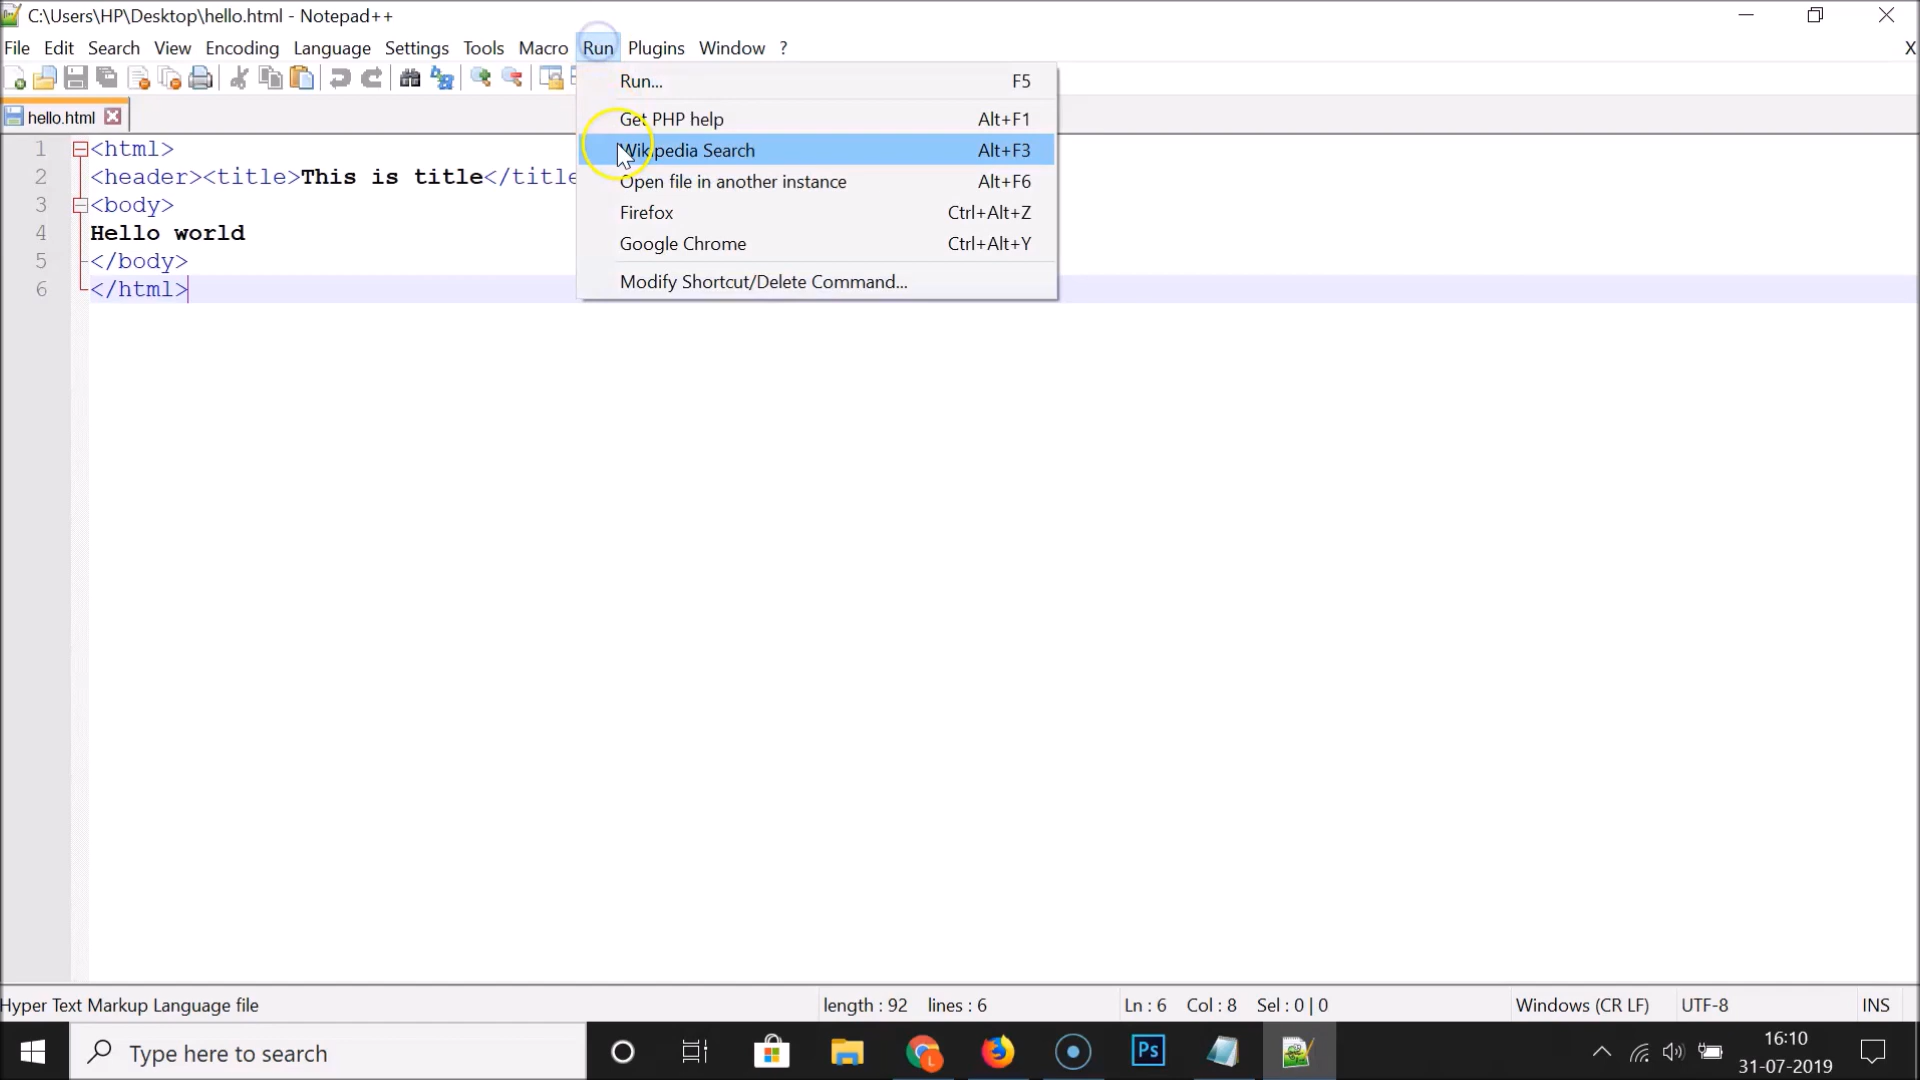 C:\Users\HP\Desktop\hello.html - Notepad++
File Edit Search View Encoding Language Settings Tools Macro Run Plugins Window ? X
Run... F5
hello.html
Get PHP help Alt+F1
Wikipedia Search Alt+F3
Open file in another instance Alt+F6
Firefox Ctrl+Alt+Z
Google Chrome Ctrl+Alt+Y
Modify Shortcut/Delete Command...
1 <html>
2 <header><title>This is title</title
3 <body>
4 Hello world
5 </body>
6 </html>
Hyper Text Markup Language file length : 92 lines : 6 Ln : 6 Col : 8 Sel : 0 | 0 Windows (CR LF) UTF-8 INS
Type here to search
L
Ps
16:10
31-07-2019